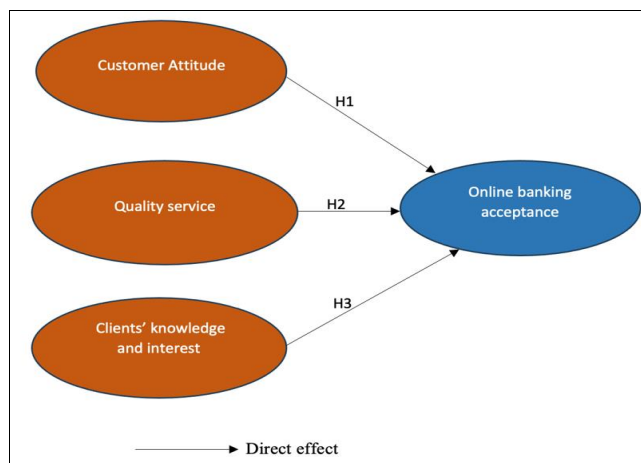 Customer Attitude
H1
Quality service
H2
Online banking
acceptance
H3
Clients’ knowledge
and interest
Direct effect